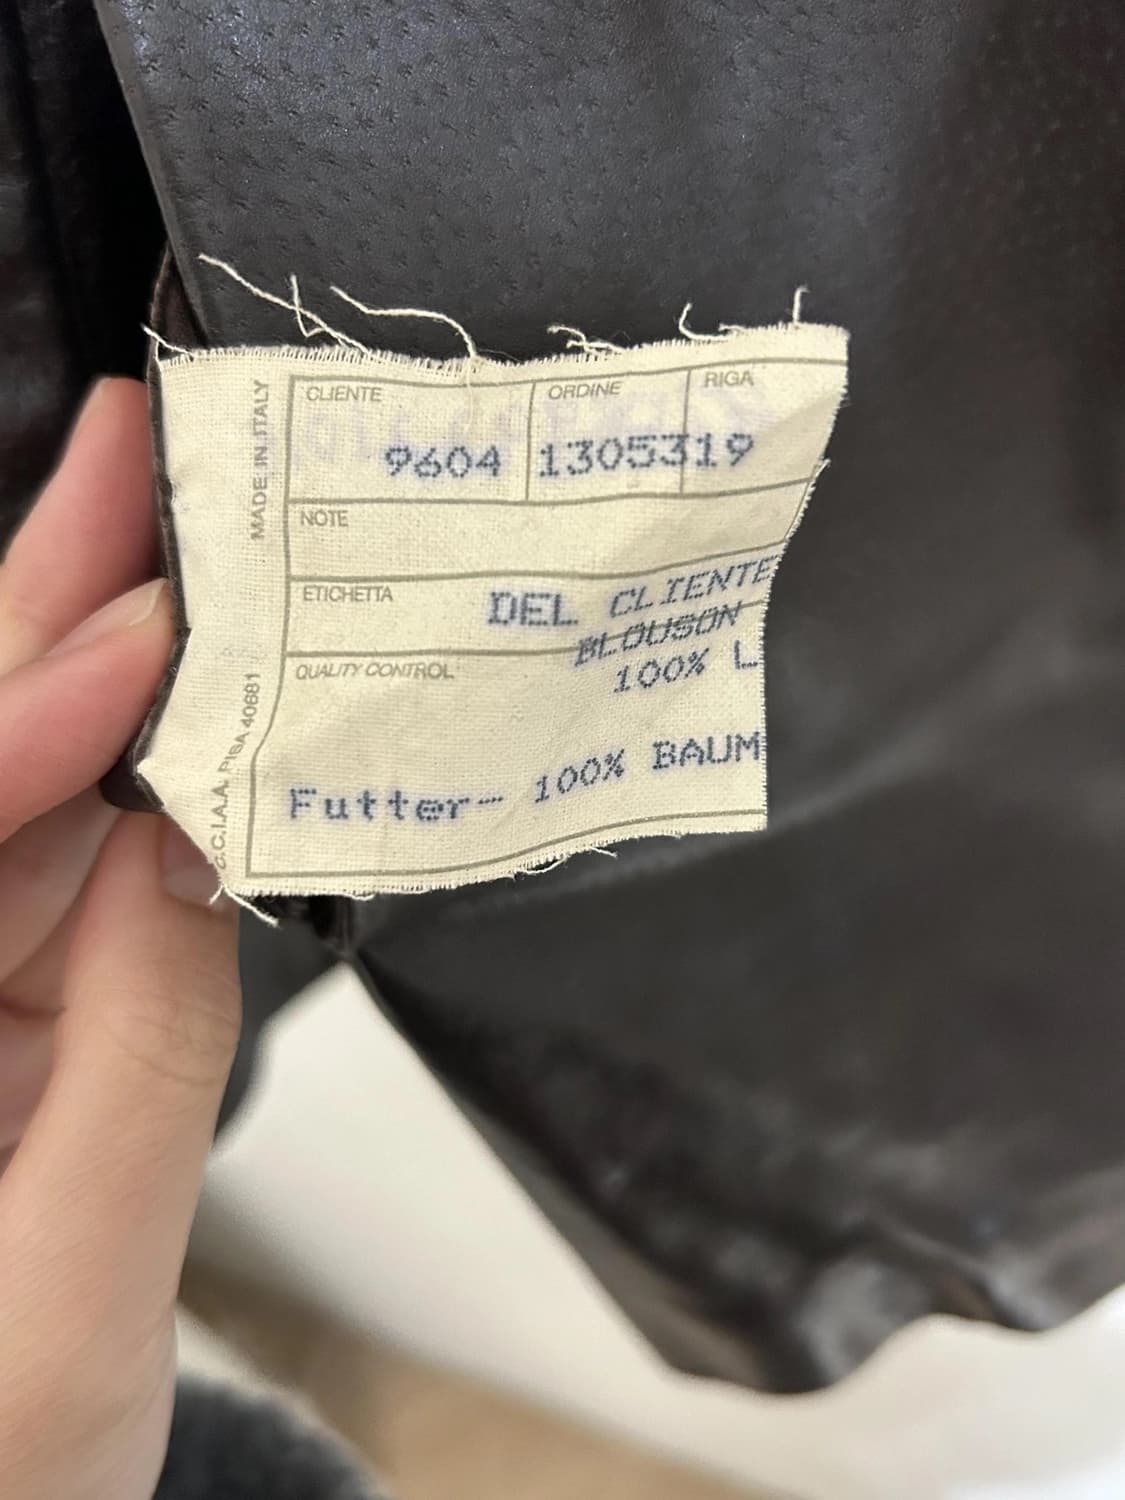 MADE IN ITALY
C.C.I.A.A. PISA 40681
CLIENTE ORDINE RIGA
9604 1305319
NOTE
ETICHETTA
DEL CLIENTE
BLOUSON
QUALITY CONTROL
100% L
Futter- 100% BAUM